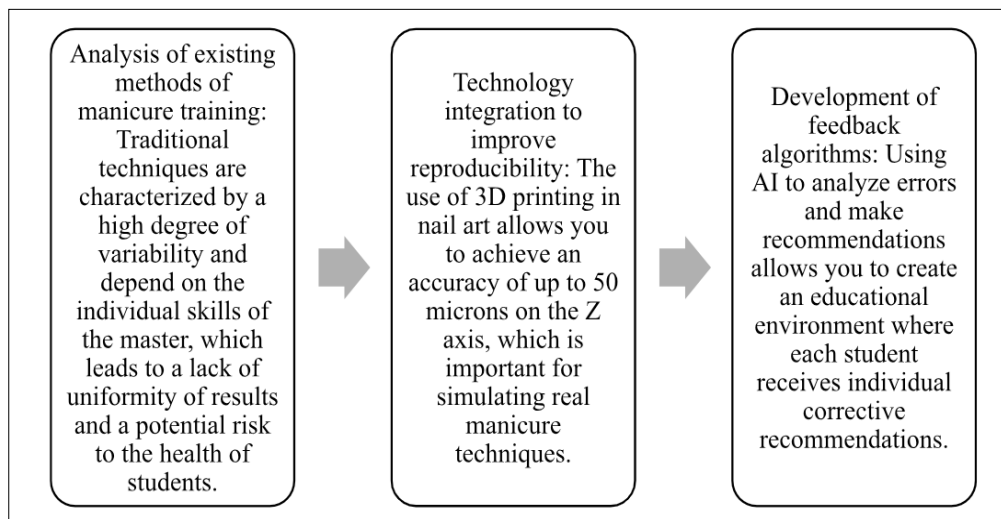 Analysis of existing
methods of
manicure training:
Traditional
techniques are
characterized by a
high degree of
variability and
depend on the
individual skills of
the master, which
leads to a lack of
uniformity of results
and a potential risk
to the health of
students.
Technology
integration to
improve
reproducibility: The
use of 3D printing in
nail art allows you
to achieve an
accuracy of up to 50
microns on the Z
axis, which is
important for
simulating real
manicure
techniques.
Development of
feedback
algorithms: Using
AI to analyze errors
and make
recommendations
allows you to create
an educational
environment where
each student
receives individual
corrective
recommendations.